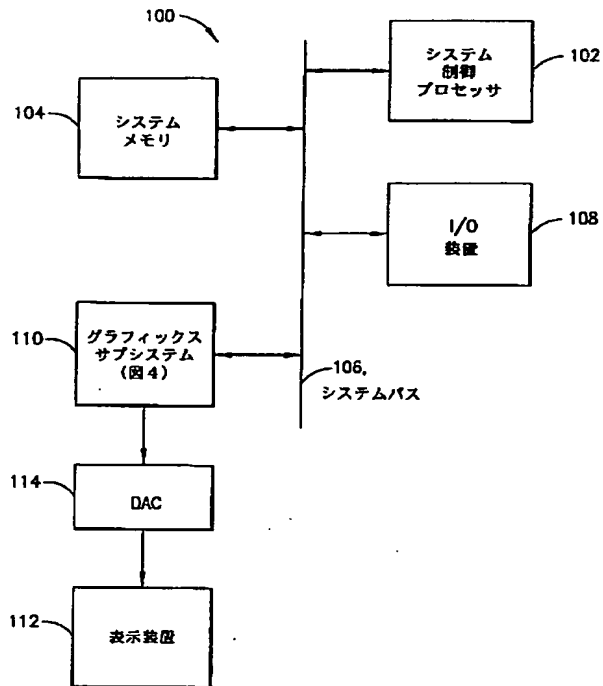 100
システム
制御
プロセッサ
102
104
システム
メモリ
I/O
装置
108
110
グラフィックス
サブシステム
(図4)
106,
システムバス
114
DAC
112
表示装置